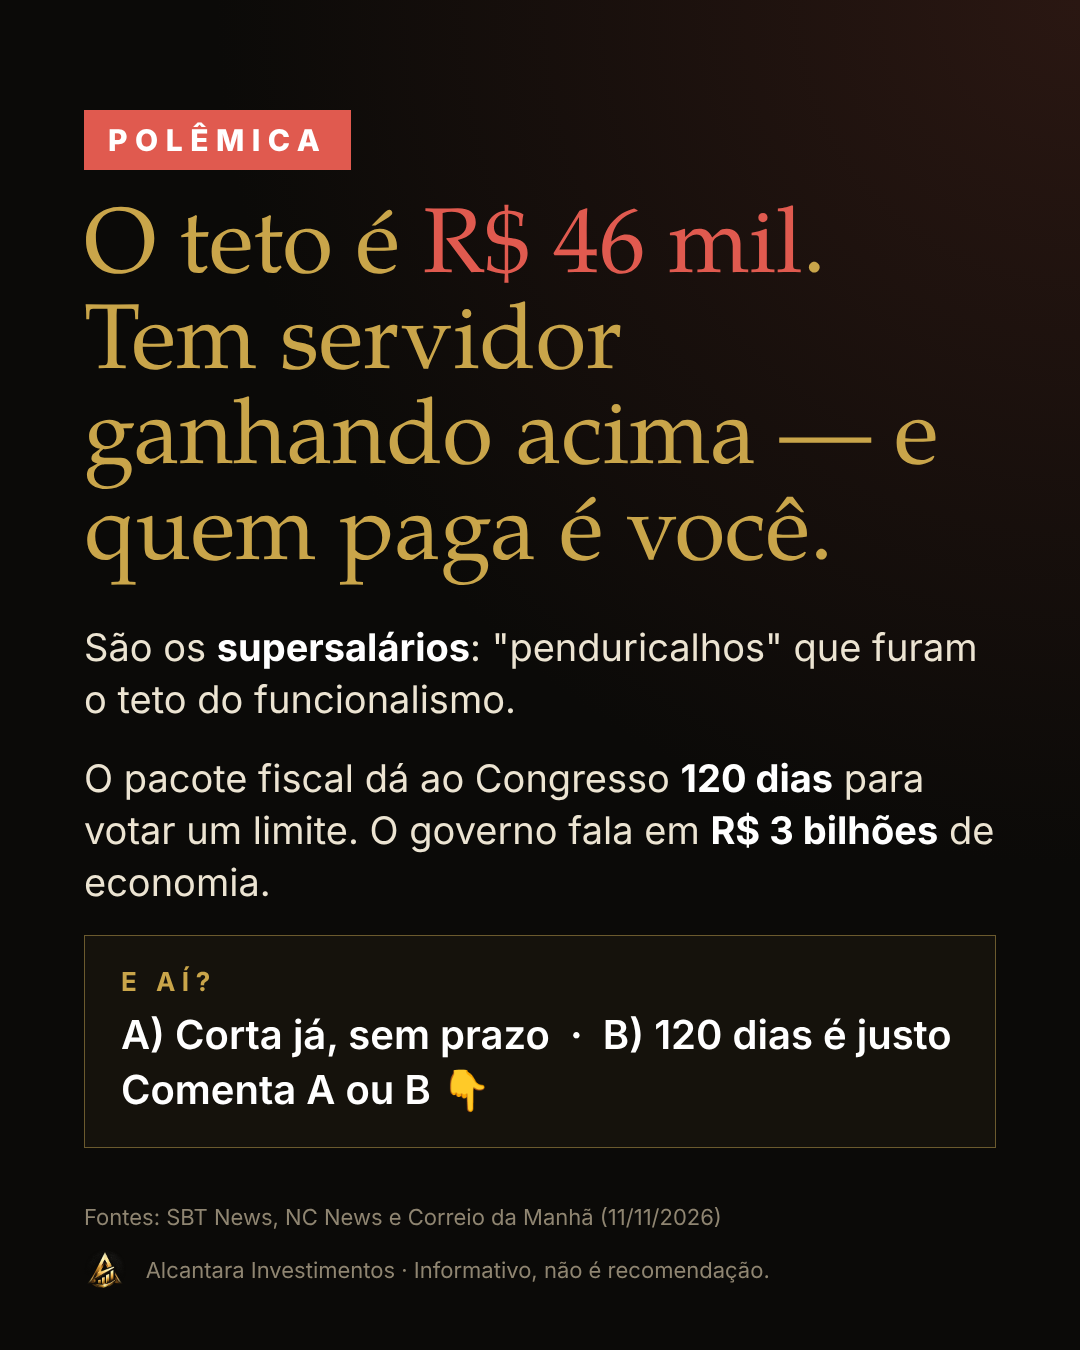 POLÊMICA
O teto é R$ 46 mil.
Tem servidor
ganhando acima — e
quem paga é você.
São os supersalários: "penduricalhos" que furam
o teto do funcionalismo.
O pacote fiscal dá ao Congresso 120 dias para
votar um limite. O governo fala em R$ 3 bilhões de
economia.
E AÍ?
A) Corta já, sem prazo · B) 120 dias é justo
Comenta A ou B 👇
Fontes: SBT News, NC News e Correio da Manhã (11/11/2026)
Alcantara Investimentos · Informativo, não é recomendação.